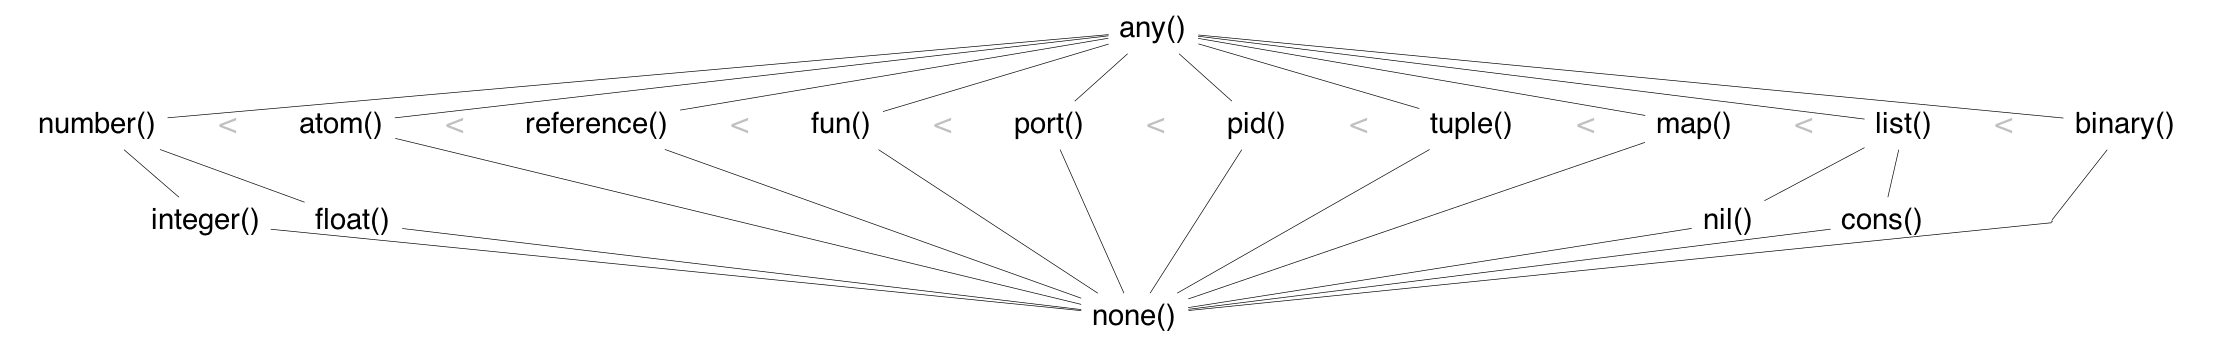 any()
number() < atom() < reference() < fun() < port() < pid() < tuple() < map() < list() < binary()
integer() float() nil() cons()
none()